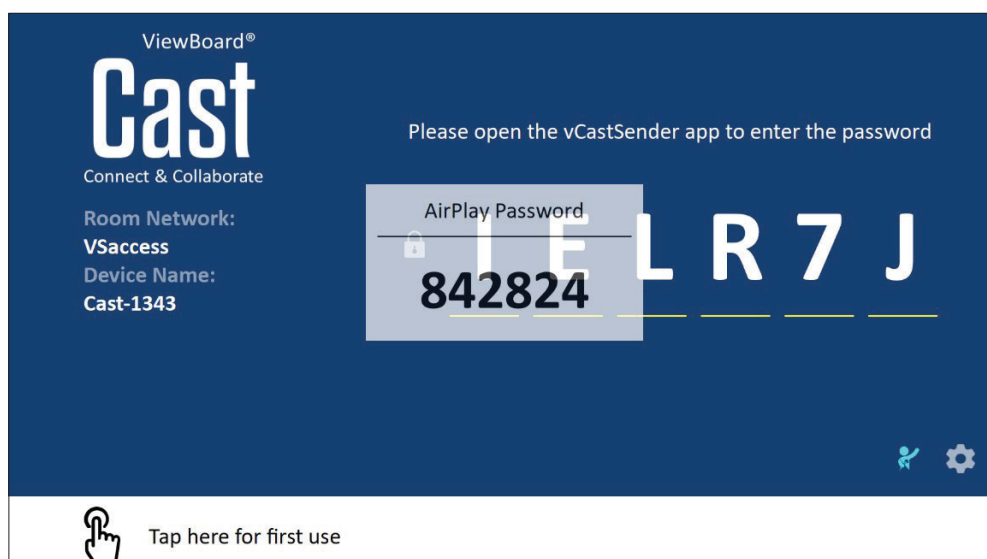 ViewBoard®
Cast
Connect & Collaborate
Room Network:
VSaccess
Device Name:
Cast-1343
Please open the vCastSender app to enter the password
AirPlay Password
842824
I E L R 7 J
Tap here for first use